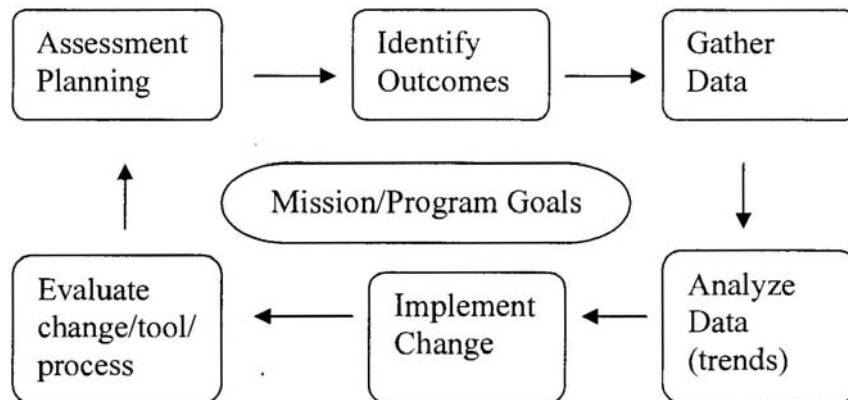 Assessment
Planning
Identify
Outcomes
Gather
Data
Mission/Program Goals
Evaluate
change/tool/
process
Implement
Change
Analyze
Data
(trends)